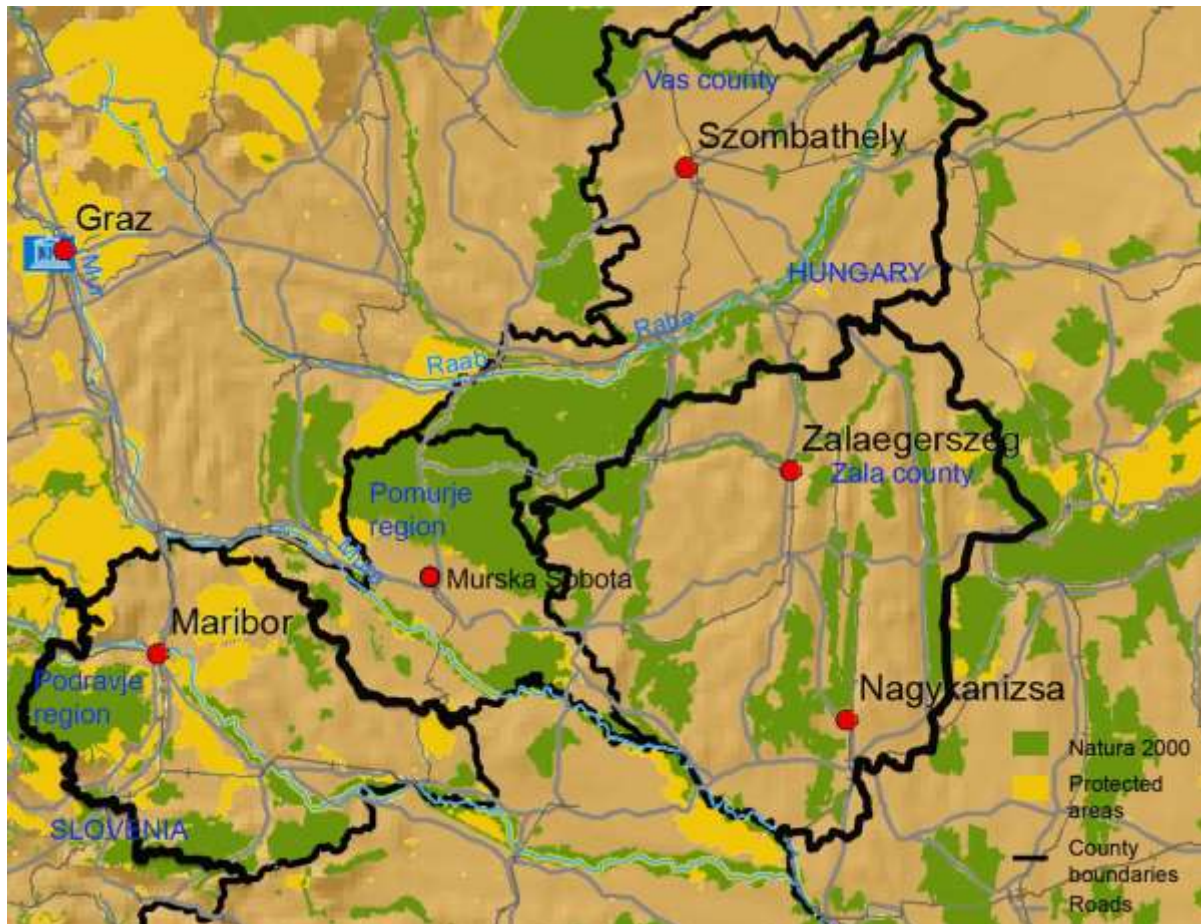 Vas county
Szombathely
Graz
Mur
HUNGARY
Raba
Raab
Zalaegerszeg
Zala county
Pomurje
region
Mura
Murska Sobota
Maribor
Podravje
region
Nagykanizsa
SLOVENIA
Natura 2000
Protected
areas
County
boundaries
Roads